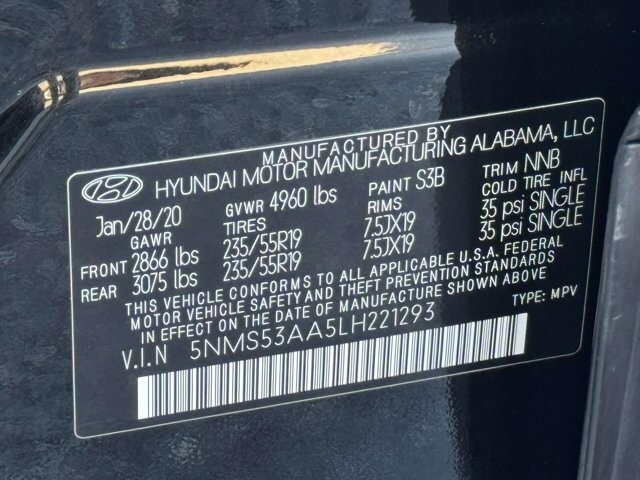 MANUFACTURED BY
HYUNDAI MOTOR MANUFACTURING ALABAMA, LLC
Jan/28/20 GVWR 4960 lbs PAINT S3B TRIM NNB
GAWR TIRES RIMS COLD TIRE INFL
FRONT 2866 lbs 235/55R19 7.5JX19 35 psi SINGLE
REAR 3075 lbs 235/55R19 7.5JX19 35 psi SINGLE
THIS VEHICLE CONFORMS TO ALL APPLICABLE U.S.A. FEDERAL
MOTOR VEHICLE SAFETY AND THEFT PREVENTION STANDARDS
IN EFFECT ON THE DATE OF MANUFACTURE SHOWN ABOVE.
V.I.N 5NMS53AA5LH221293 TYPE: MPV